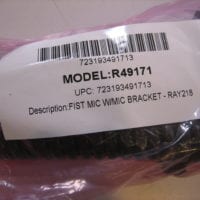 723193491713
MODEL:R49171
UPC: 723193491713
Description:FIST MIC W/MIC BRACKET - RAY218